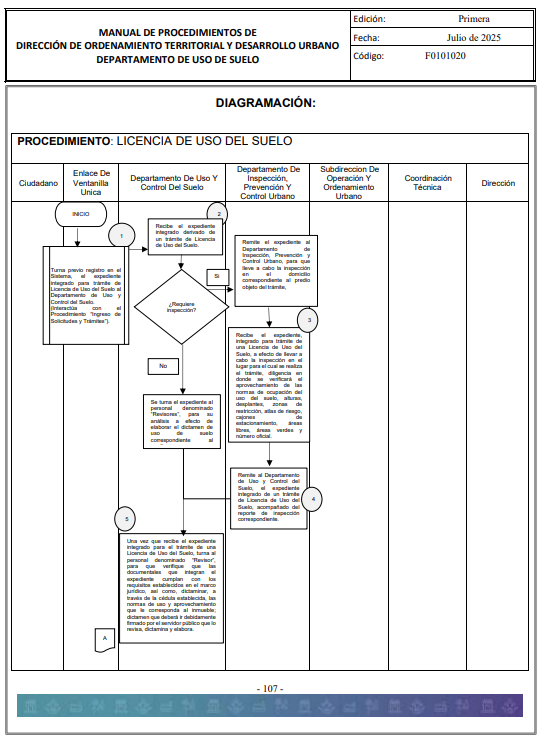 MANUAL DE PROCEDIMIENTOS DE
DIRECCIÓN DE ORDENAMIENTO TERRITORIAL Y DESARROLLO URBANO
DEPARTAMENTO DE USO DE SUELO
Edición: Primera
Fecha: Julio de 2025
Código: F0101020
DIAGRAMACIÓN:
PROCEDIMIENTO: LICENCIA DE USO DEL SUELO
Ciudadano
Enlace De
Ventanilla
Unica
Departamento De Uso Y
Control Del Suelo
Departamento De
Inspección,
Prevención Y
Control Urbano
Subdireccion De
Operación Y
Ordenamiento
Urbano
Coordinación
Técnica
Dirección
INICIO
1
Turna previo registro en el
Sistema, el expediente
integrado para trámite de
Licencia de Uso del Suelo al
Departamento de Uso y
Control del Suelo.
(Interactúa con el
Procedimiento "Ingreso de
Solicitudes y Trámites").
2
Recibe el expediente
integrado derivado de
un trámite de Licencia
de Uso del Suelo.
¿Requiere
inspección?
Si
Remite el expediente al
Departamento de
Inspección, Prevención y
Control Urbano, para que
lleve a cabo la inspección
en el domicilio
correspondiente al predio
objeto del trámite,
3
Recibe el expediente,
integrado para trámite de
una Licencia de Uso del
Suelo, a efecto de llevar a
cabo la inspección en el
lugar para el cual se realiza
el trámite, diligencia en
donde se verificará el
aprovechamiento de las
normas de ocupación del
uso del suelo, alturas,
desplantes, zonas de
restricción, atlas de riesgo,
cajones de
estacionamiento, áreas
libres, áreas verdes y
número oficial.
No
Se turna el expediente al
personal denominado
"Revisores", para su
análisis a efecto de
elaborar el dictamen de
uso de suelo
correspondiente al
4
Remite al Departamento
de Uso y Control del
Suelo, el expediente
integrado de un trámite
de Licencia de Uso del
Suelo, acompañado del
reporte de inspección
correspondiente.
5
Una vez que recibe el expediente
integrado para el trámite de una
Licencia de Uso del Suelo, turna al
personal denominado "Revisor",
para que verifique que las
documentales que integran el
expediente cumplan con los
requisitos establecidos en el marco
jurídico, así como, dictaminar, a
través de la cédula establecida, las
normas de uso y aprovechamiento
que le corresponda al inmueble;
dictamen que deberá ir debidamente
firmado por el servidor público que lo
revisa, dictamina y elabora.
A
- 107 -